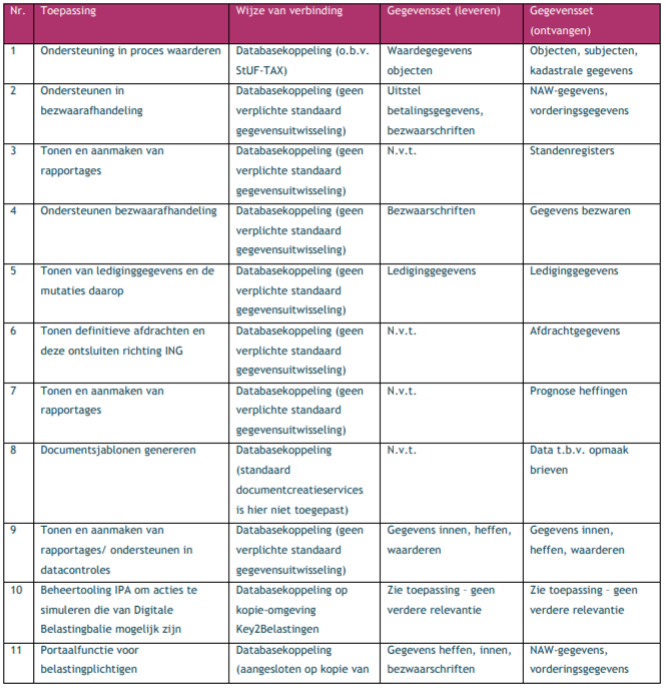 Nr. Toepassing Wijze van verbinding Gegevensset (leveren) Gegevensset
(ontvangen)
1 Ondersteuning in proces waarderen Databasekoppeling (o.b.v. Waardegegevens Objecten, subjecten,
StUF-TAX) objecten kadastrale gegevens
2 Ondersteunen in Databasekoppeling (geen Uitstel NAW-gegevens,
bezwaarafhandeling verplichte standaard betalingsgegevens, vorderingsgegevens
gegevensuitwisseling) bezwaarschriften
3 Tonen en aanmaken van Databasekoppeling (geen N.v.t. Standenregisters
rapportages verplichte standaard
gegevensuitwisseling)
4 Ondersteunen bezwaarafhandeling Databasekoppeling (geen Bezwaarschriften Gegevens bezwaren
verplichte standaard
gegevensuitwisseling)
5 Tonen van lediginggegevens en de Databasekoppeling (geen Lediginggegevens Lediginggegevens
mutaties daarop verplichte standaard
gegevensuitwisseling)
6 Tonen definitieve afdrachten en Databasekoppeling (geen N.v.t. Afdrachtgegevens
deze ontsluiten richting ING verplichte standaard
gegevensuitwisseling)
7 Tonen en aanmaken van Databasekoppeling (geen N.v.t. Prognose heffingen
rapportages verplichte standaard
gegevensuitwisseling)
8 Documentsjablonen genereren Databasekoppeling N.v.t. Data t.b.v. opmaak
(standaard brieven
documentcreatieservices
is hier niet toegepast)
9 Tonen en aanmaken van Databasekoppeling (geen Gegevens innen, heffen, Gegevens innen,
rapportages/ ondersteunen in verplichte standaard waarderen heffen, waarderen
datacontroles gegevensuitwisseling)
10 Beheertooling IPA om acties te Databasekoppeling op Zie toepassing – geen Zie toepassing – geen
simuleren die van Digitale kopie-omgeving verdere relevantie verdere relevantie
Belastingbalie mogelijk zijn Key2Belastingen
11 Portaalfunctie voor Databasekoppeling Gegevens heffen, innen, NAW-gegevens,
belastingplichtigen (aangesloten op kopie van bezwaarschriften vorderingsgegevens